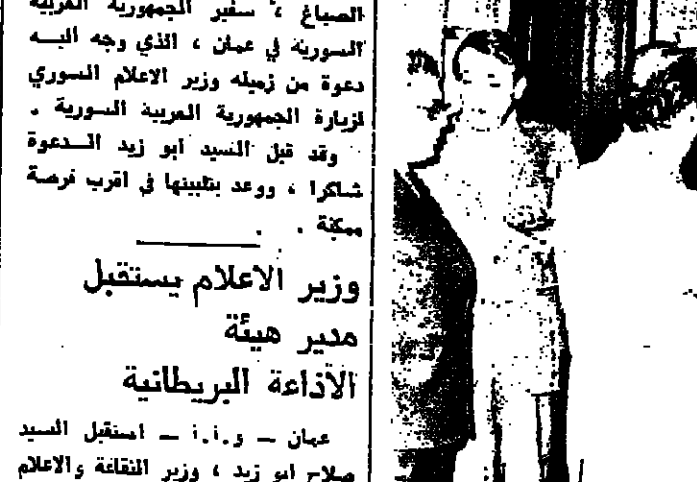 الصباغ ، سفير الجمهورية العربية
السورية في عمان ، الذي وجه اليـه
دعوة من زميله وزير الاعلام السوري
لزيارة الجمهورية العربية السورية .
وقد قبل السيد ابو زيد الـدعوة
شاكرا ، ووعد بتلبيتها في اقرب فرصة
ممكنة .
وزير الاعلام يستقبل
مدير هيئة
الاذاعة البريطانية
عمان – و.ا.ا – استقبل السيد
صلاح ابو زيد ، وزير الثقافة والاعلام